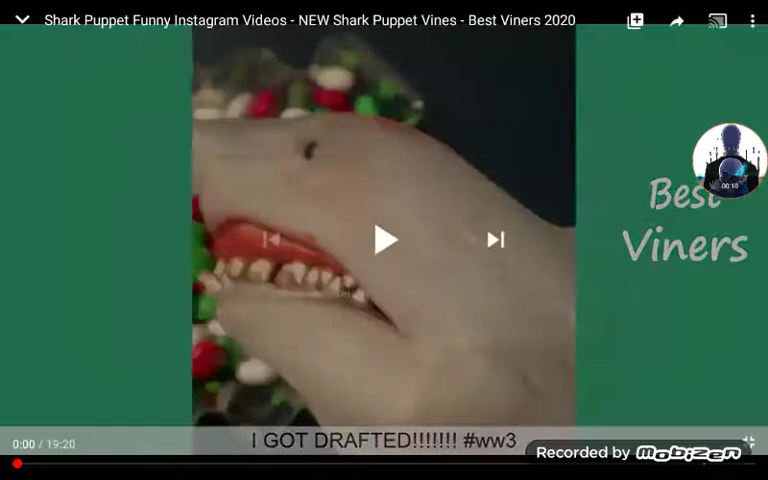 Shark Puppet Funny Instagram Videos - NEW Shark Puppet Vines - Best Viners 2020
00:10
Best
Viners
I GOT DRAFTED!!!!!!! #ww3
0:00 / 19:20
Recorded by Mobizen